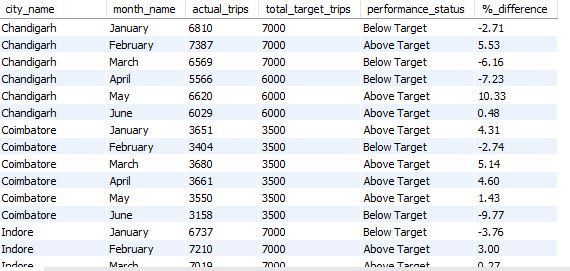 city_name month_name actual_trips total_target_trips performance_status %_difference
Chandigarh January 6810 7000 Below Target -2.71
Chandigarh February 7387 7000 Above Target 5.53
Chandigarh March 6569 7000 Below Target -6.16
Chandigarh April 5566 6000 Below Target -7.23
Chandigarh May 6620 6000 Above Target 10.33
Chandigarh June 6029 6000 Above Target 0.48
Coimbatore January 3651 3500 Above Target 4.31
Coimbatore February 3404 3500 Below Target -2.74
Coimbatore March 3680 3500 Above Target 5.14
Coimbatore April 3661 3500 Above Target 4.60
Coimbatore May 3550 3500 Above Target 1.43
Coimbatore June 3158 3500 Below Target -9.77
Indore January 6737 7000 Below Target -3.76
Indore February 7210 7000 Above Target 3.00
Indore March 7019 7000 Above Target 0.27